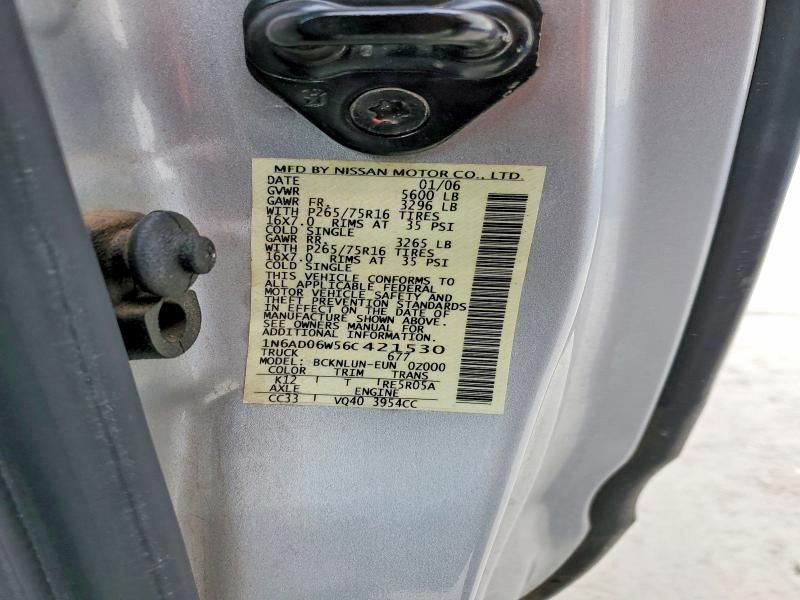 MFD BY NISSAN MOTOR CO., LTD.
DATE 01/06
GVWR 5600 LB
GAWR FR. 3296 LB
WITH P265/75R16 TIRES
16X7.0 RIMS AT 35 PSI
COLD SINGLE
GAWR RR. 3265 LB
WITH P265/75R16 TIRES
16X7.0 RIMS AT 35 PSI
COLD SINGLE
THIS VEHICLE CONFORMS TO
ALL APPLICABLE FEDERAL
MOTOR VEHICLE SAFETY AND
THEFT PREVENTION STANDARDS
IN EFFECT ON THE DATE OF
MANUFACTURE SHOWN ABOVE.
SEE OWNERS MANUAL FOR
ADDITIONAL INFORMATION.
1N6AD06W56C421530
TRUCK 677
MODEL: BCKNLUN-EUN 0Z000
COLOR TRIM TRANS
K12 T RE5R05A
AXLE ENGINE
CC33 VQ40 3954CC